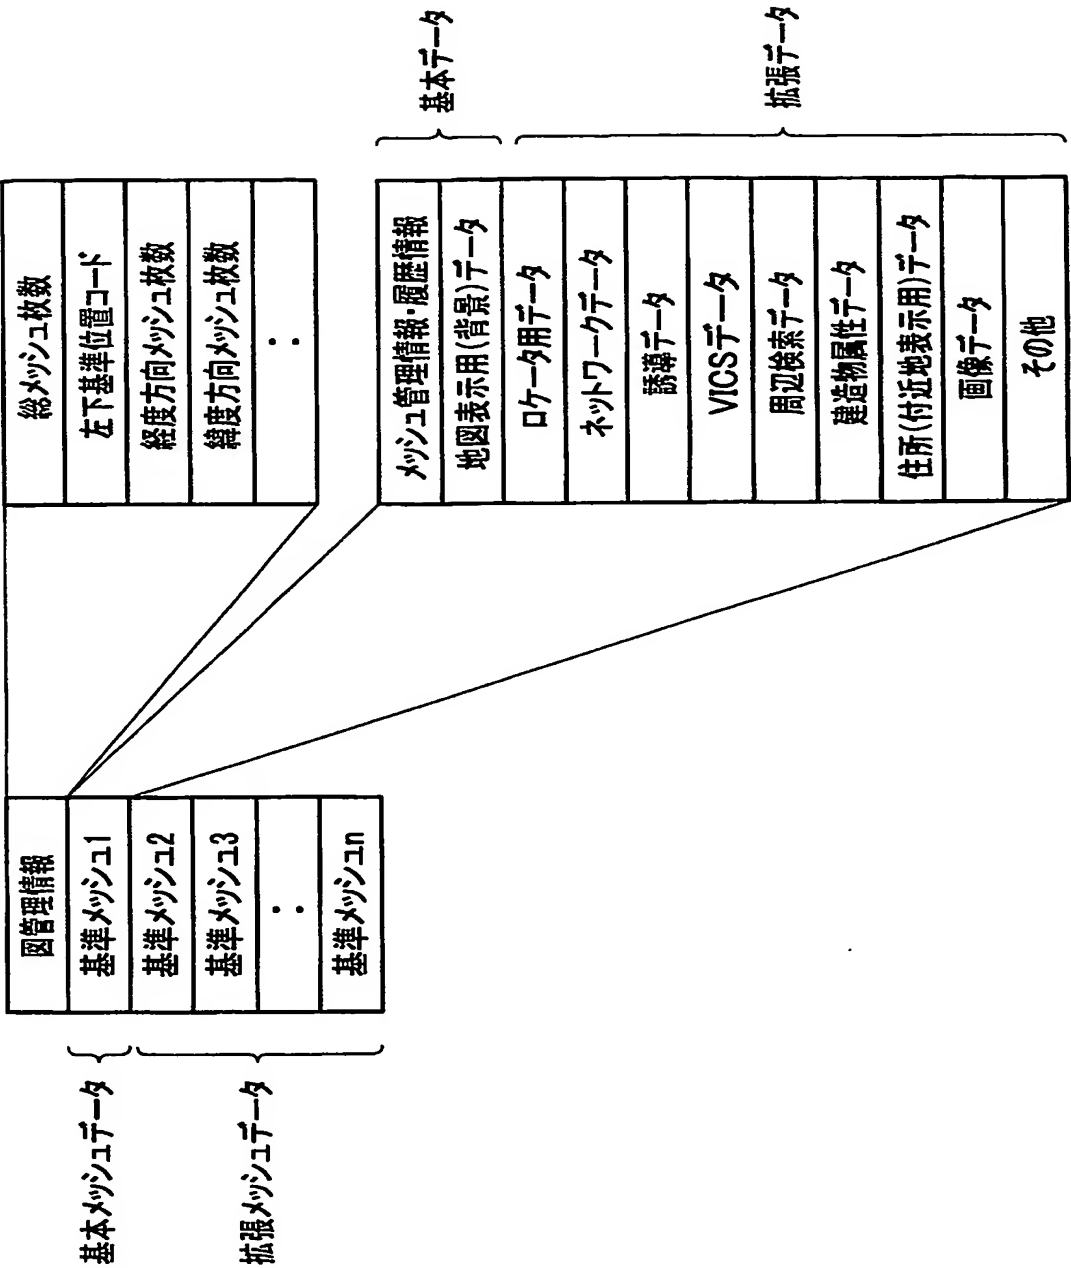 基本メッシュデータ
拡張メッシュデータ
図管理情報
基準メッシュ1
基準メッシュ2
基準メッシュ3
：
基準メッシュn
総メッシュ枚数
左下基準位置コード
経度方向メッシュ枚数
緯度方向メッシュ枚数
：
メッシュ管理情報・履歴情報
地図表示用(背景)データ
ロケータ用データ
ネットワークデータ
誘導データ
VICSデータ
周辺検索データ
建造物属性データ
住所(付近地表示用)データ
画像データ
その他
基本データ
拡張データ